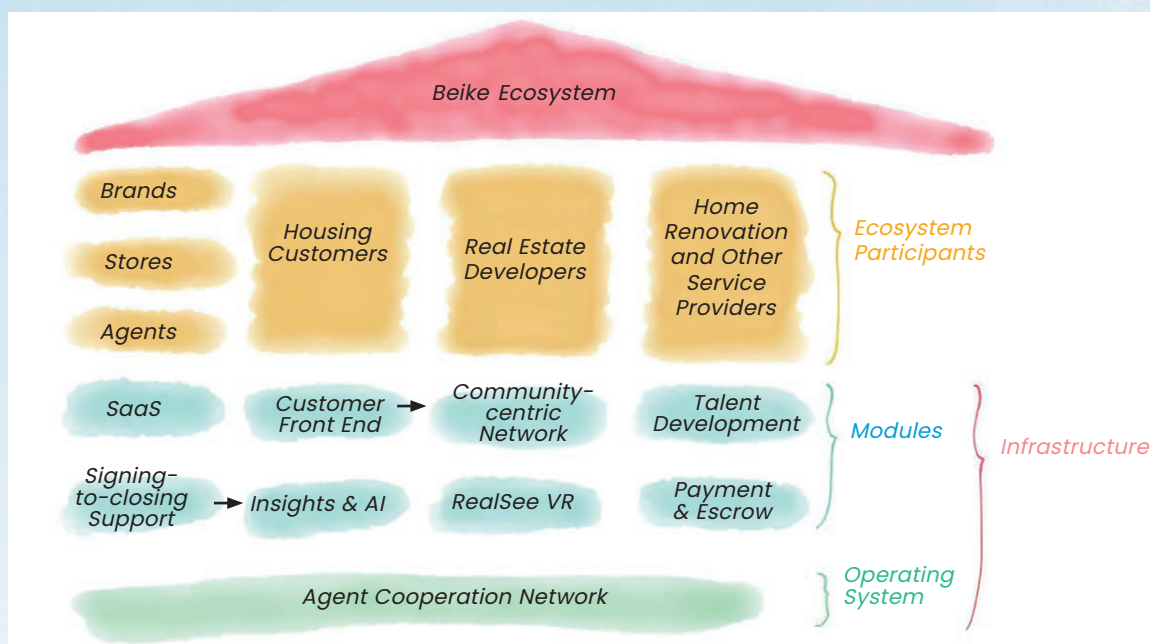 Beike Ecosystem
Brands
Stores
Agents
Housing
Customers
Real Estate
Developers
Home
Renovation
and Other
Service
Providers
Ecosystem
Participants
SaaS
Customer
Front End
Community-
centric
Network
Talent
Development
Modules
Signing-
to-closing
Support
Insights & AI
RealSee VR
Payment
& Escrow
Infrastructure
Agent Cooperation Network
Operating
System